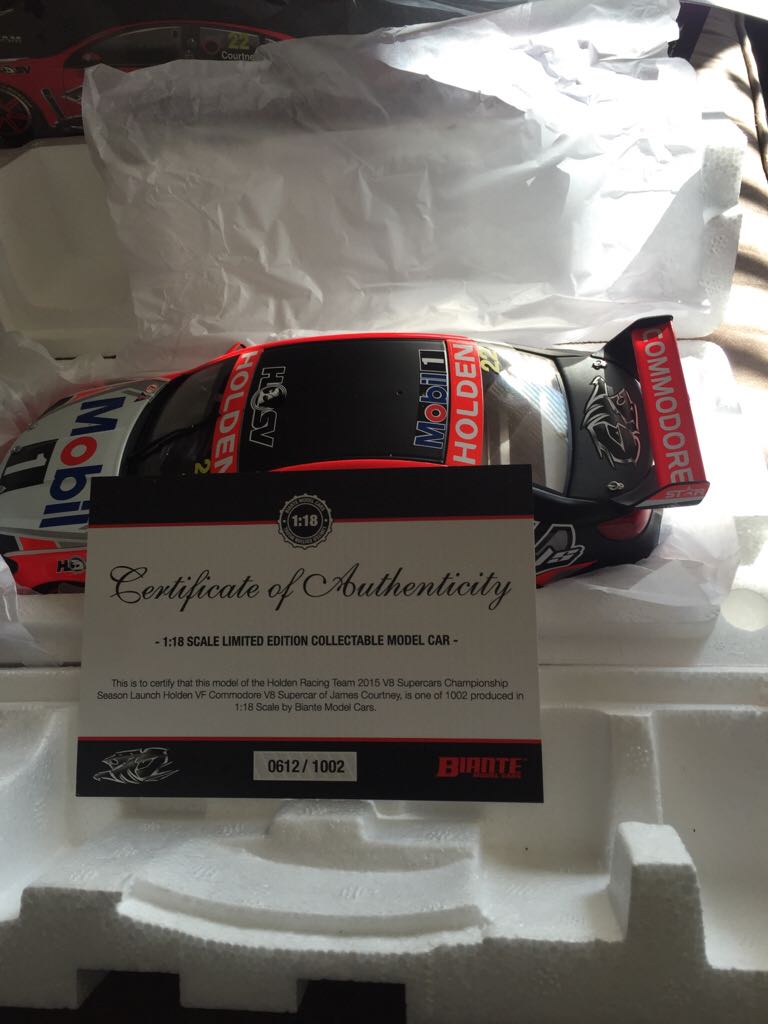 22
Courtney
HOLDEN
HSV
Mobil 1
HOLDEN
22
COMMODORE
STAR
Mobil
1
1:18
Certificate of Authenticity
- 1:18 SCALE LIMITED EDITION COLLECTABLE MODEL CAR -
This is to certify that this model of the Holden Racing Team 2015 V8 Supercars Championship
Season Launch Holden VF Commodore V8 Supercar of James Courtney, is one of 1002 produced in
1:18 Scale by Biante Model Cars.
0612 / 1002
BIANTE
MODEL CARS